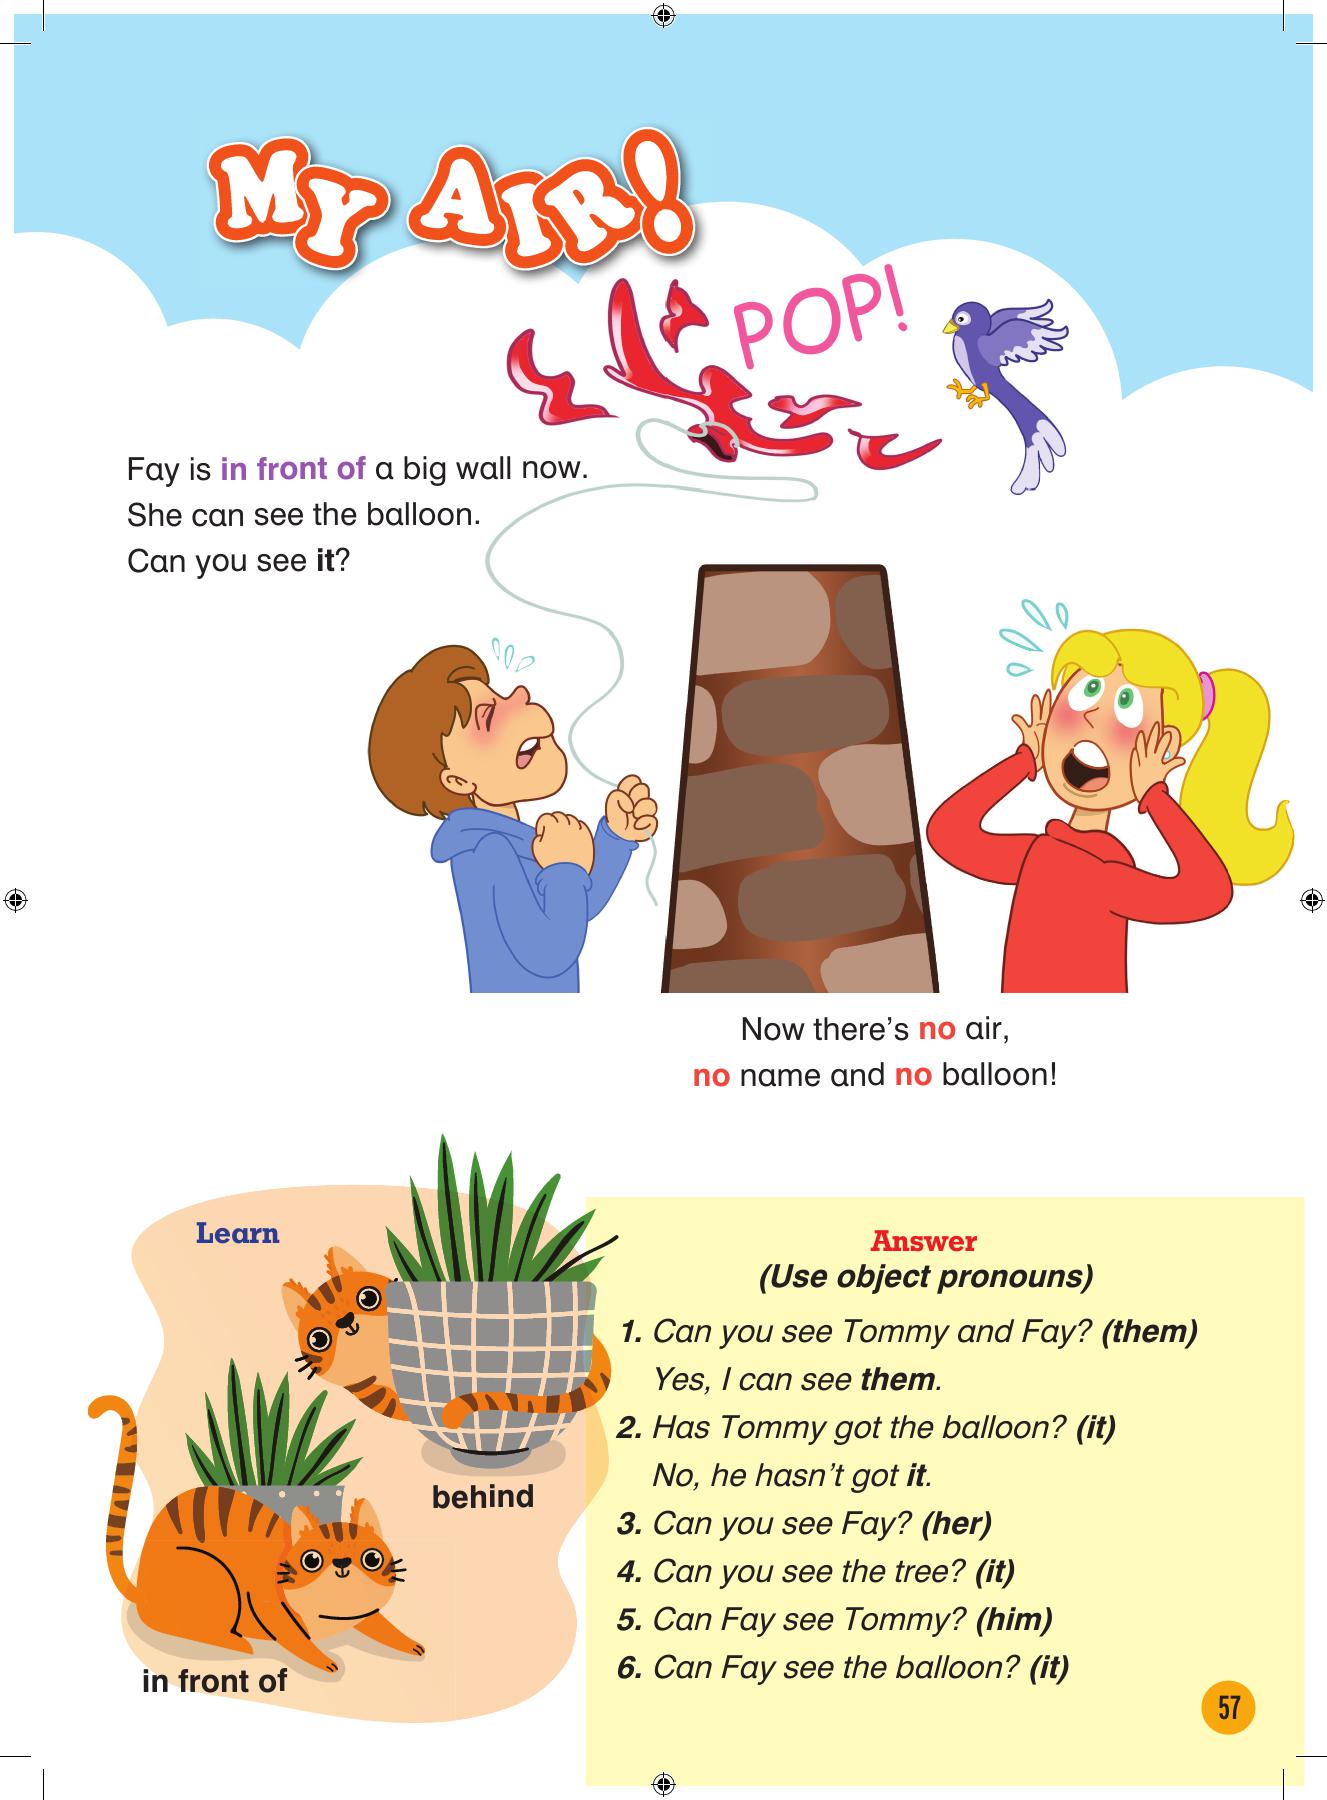 MY AIR!
POP!
Fay is in front of a big wall now.
She can see the balloon.
Can you see it?
Now there's no air,
no name and no balloon!
Learn
behind
in front of
Answer
(Use object pronouns)
1. Can you see Tommy and Fay? (them)
Yes, I can see them.
2. Has Tommy got the balloon? (it)
No, he hasn't got it.
3. Can you see Fay? (her)
4. Can you see the tree? (it)
5. Can Fay see Tommy? (him)
6. Can Fay see the balloon? (it)
57